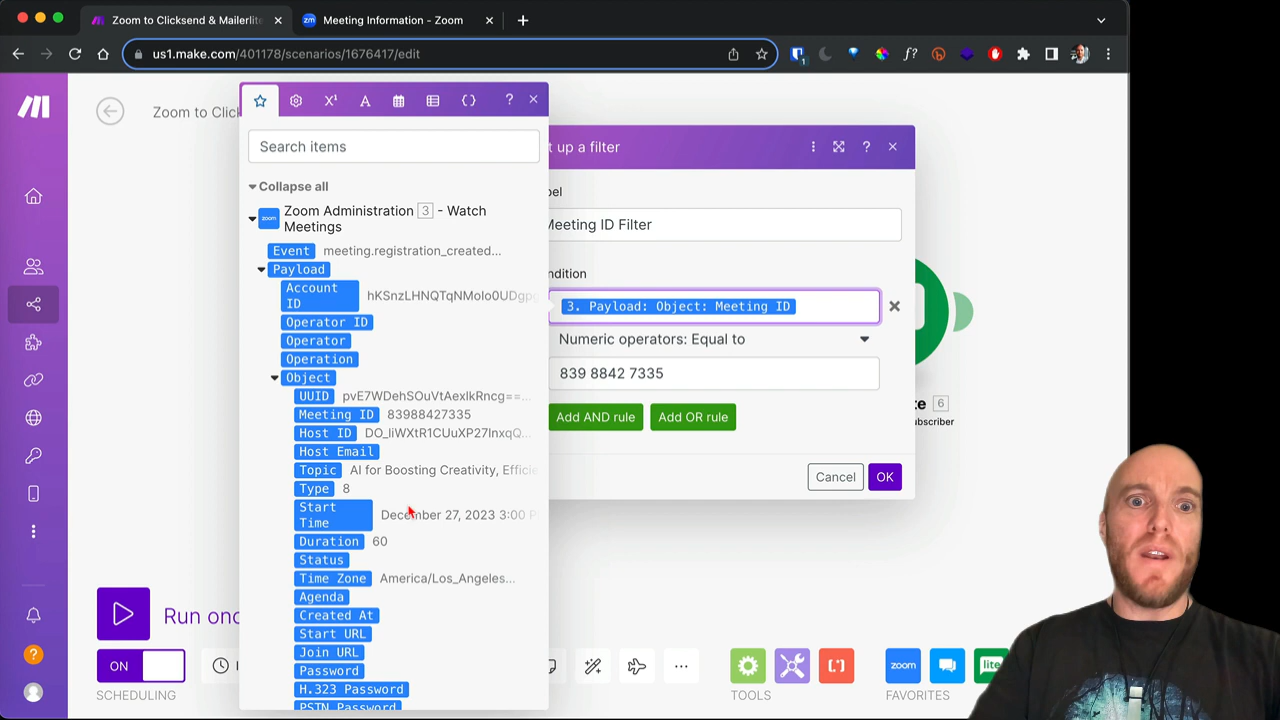 Zoom to Clicksend & Mailerlite
Meeting Information - Zoom
us1.make.com/401178/scenarios/1676417/edit
Zoom to Click
Search items
Collapse all
Zoom Administration 3 - Watch
Meetings
Event meeting.registration_created...
Payload
Account
ID
Operator ID
Operator
Operation
Object
UUID
Meeting ID 83988427335
Host ID
Host Email
Topic AI for Boosting Creativity,
Type 8
Start
Time
December 27, 2023 3:00 P
Duration 60
Status
Time Zone America/Los_Angeles...
Agenda
Created At
Start URL
Join URL
Password
H.323 Password
PSTN Password
t up a filter
bel
Meeting ID Filter
ndition
3. Payload: Object: Meeting ID
Numeric operators: Equal to
839 8842 7335
Add AND rule Add OR rule
Cancel OK
te 6
ubscriber
Run onc
ON
SCHEDULING
TOOLS
zoom
lite
FAVORITES